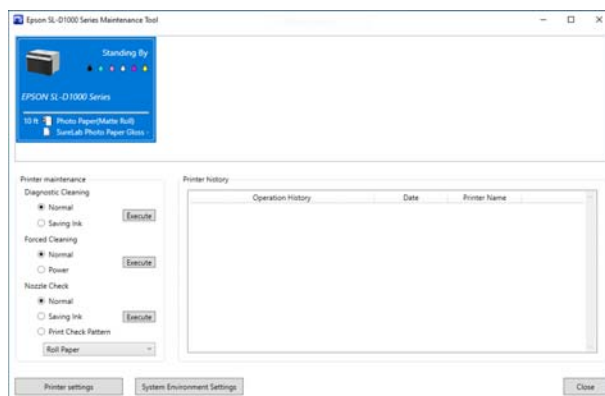 Epson SL-D1000 Series Maintenance Tool
Standing By
EPSON SL-D1000 Series
10 ft Photo Paper(Matte Roll)
SureLab Photo Paper Gloss -
Printer maintenance
Diagnostic Cleaning
Normal
Saving Ink
Execute
Forced Cleaning
Normal
Power
Execute
Nozzle Check
Normal
Saving Ink
Execute
Print Check Pattern
Roll Paper
Printer history
Operation History Date Printer Name
Printer settings System Environment Settings Close